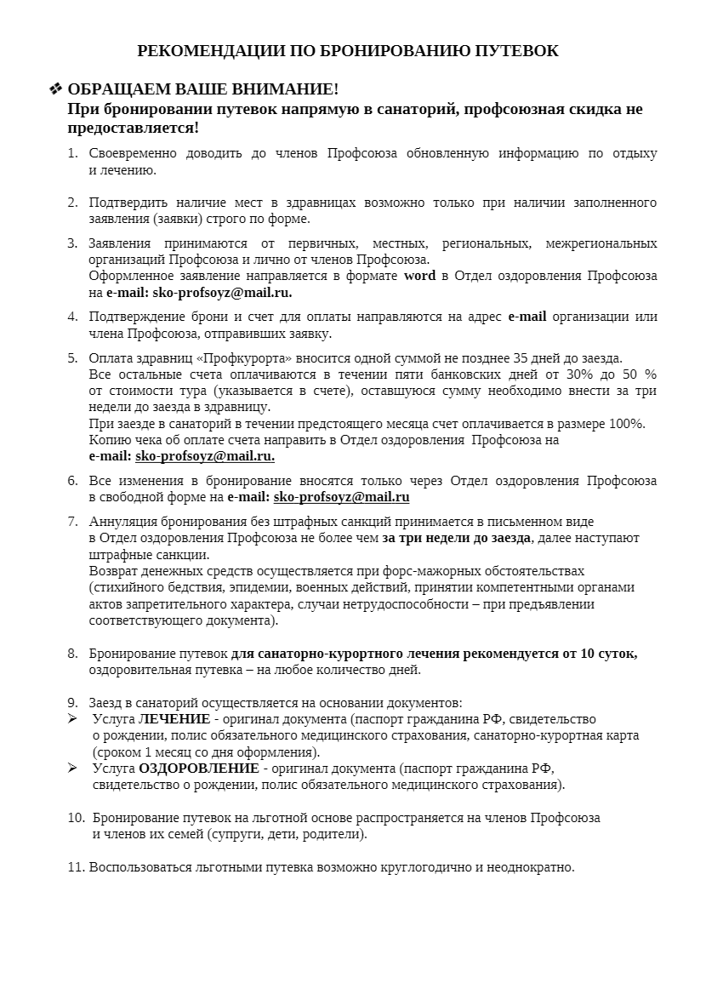 РЕКОМЕНДАЦИИ ПО БРОНИРОВАНИЮ ПУТЕВОК
❖ ОБРАЩАЕМ ВАШЕ ВНИМАНИЕ!
При бронировании путевок напрямую в санаторий, профсоюзная скидка не
предоставляется!
1. Своевременно доводить до членов Профсоюза обновленную информацию по отдыху
и лечению.
2. Подтвердить наличие мест в здравницах возможно только при наличии заполненного
заявления (заявки) строго по форме.
3. Заявления принимаются от первичных, местных, региональных, межрегиональных
организаций Профсоюза и лично от членов Профсоюза.
Оформленное заявление направляется в формате word в Отдел оздоровления Профсоюза
на e-mail: sko-profsoyz@mail.ru.
4. Подтверждение брони и счет для оплаты направляются на адрес e-mail организации или
члена Профсоюза, отправивших заявку.
5. Оплата здравниц «Профкурорта» вносится одной суммой не позднее 35 дней до заезда.
Все остальные счета оплачиваются в течении пяти банковских дней от 30% до 50 %
от стоимости тура (указывается в счете), оставшуюся сумму необходимо внести за три
недели до заезда в здравницу.
При заезде в санаторий в течении предстоящего месяца счет оплачивается в размере 100%.
Копию чека об оплате счета направить в Отдел оздоровления  Профсоюза на
e-mail: sko-profsoyz@mail.ru.
6. Все изменения в бронирование вносятся только через Отдел оздоровления Профсоюза
в свободной форме на e-mail: sko-profsoyz@mail.ru
7. Аннуляция бронирования без штрафных санкций принимается в письменном виде
в Отдел оздоровления Профсоюза не более чем за три недели до заезда, далее наступают
штрафные санкции.
Возврат денежных средств осуществляется при форс-мажорных обстоятельствах
(стихийного бедствия, эпидемии, военных действий, принятии компетентными органами
актов запретительного характера, случаи нетрудоспособности – при предъявлении
соответствующего документа).
8. Бронирование путевок для санаторно-курортного лечения рекомендуется от 10 суток,
оздоровительная путевка – на любое количество дней.
9. Заезд в санаторий осуществляется на основании документов:
➢ Услуга ЛЕЧЕНИЕ - оригинал документа (паспорт гражданина РФ, свидетельство
о рождении, полис обязательного медицинского страхования, санаторно-курортная карта
(сроком 1 месяц со дня оформления).
➢ Услуга ОЗДОРОВЛЕНИЕ - оригинал документа (паспорт гражданина РФ,
свидетельство о рождении, полис обязательного медицинского страхования).
10. Бронирование путевок на льготной основе распространяется на членов Профсоюза
и членов их семей (супруги, дети, родители).
11. Воспользоваться льготными путевка возможно круглогодично и неоднократно.